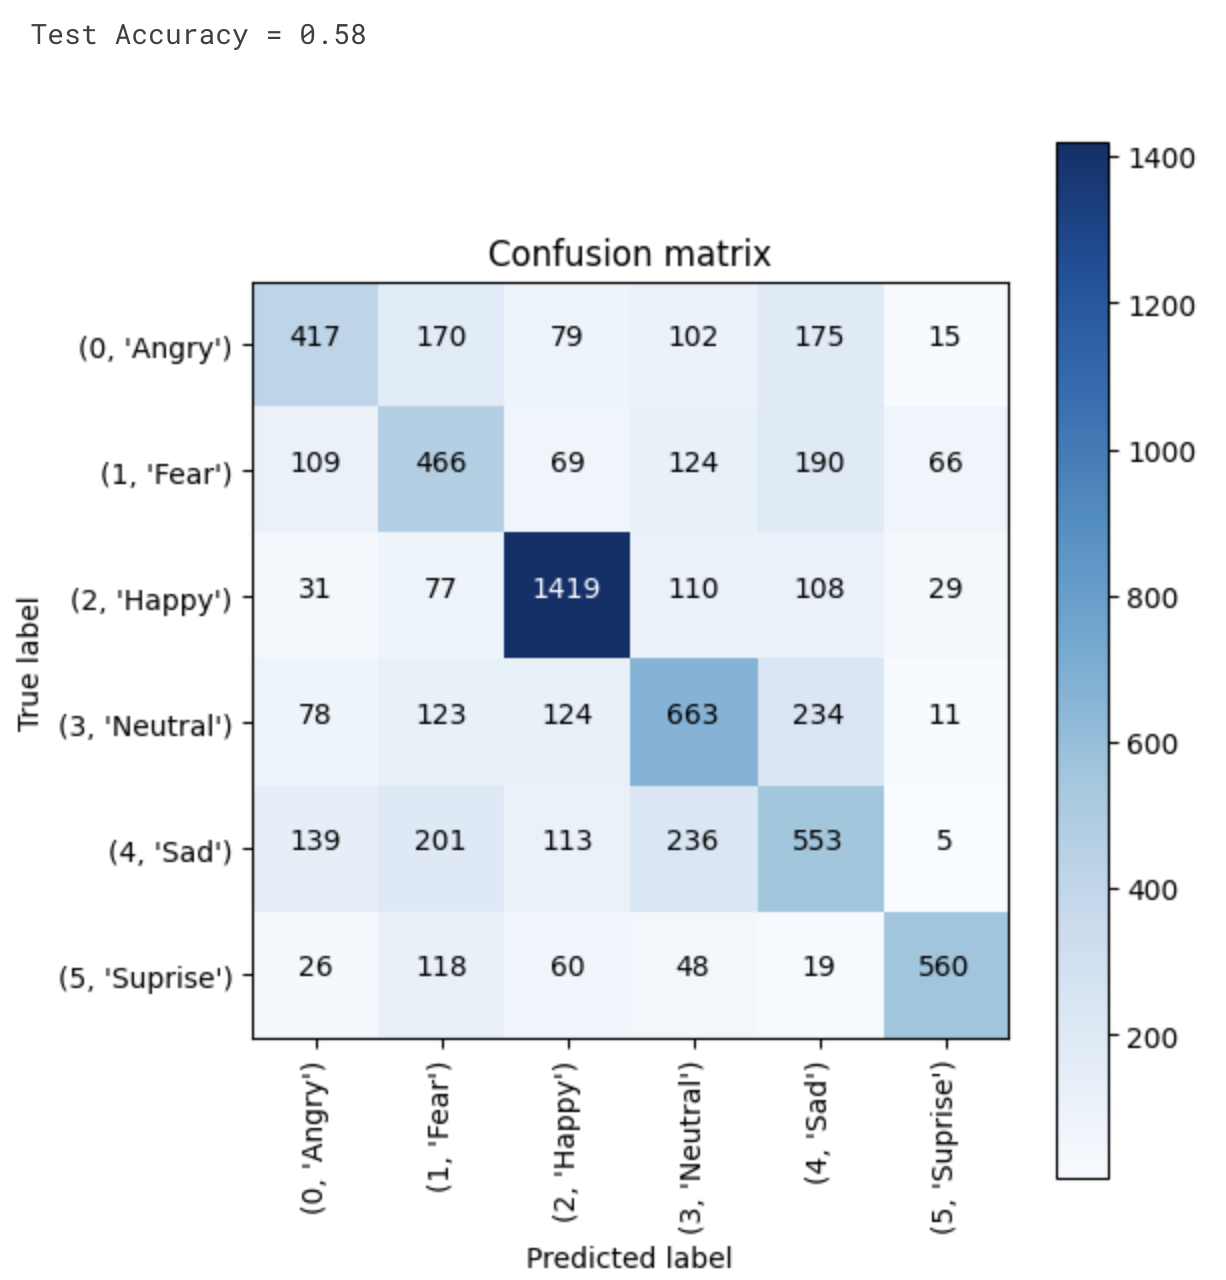 Test Accuracy = 0.58
Confusion matrix
True label
(0, 'Angry') 417 170 79 102 175 15
(1, 'Fear') 109 466 69 124 190 66
(2, 'Happy') 31 77 1419 110 108 29
(3, 'Neutral') 78 123 124 663 234 11
(4, 'Sad') 139 201 113 236 553 5
(5, 'Suprise') 26 118 60 48 19 560
(0, 'Angry') (1, 'Fear') (2, 'Happy') (3, 'Neutral') (4, 'Sad') (5, 'Suprise')
Predicted label
1400
1200
1000
800
600
400
200